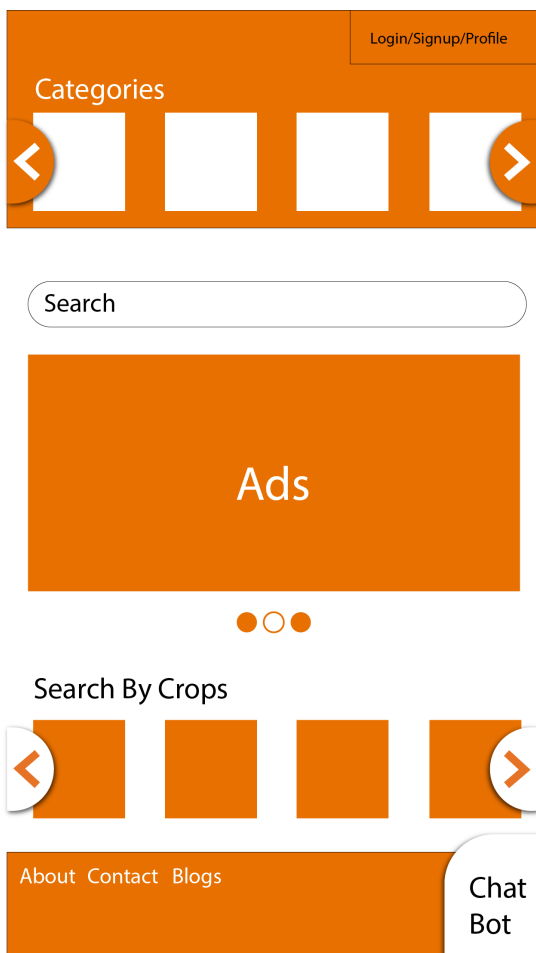 Login/Signup/Profile
Categories
Search
Ads
Search By Crops
About Contact Blogs
Chat
Bot